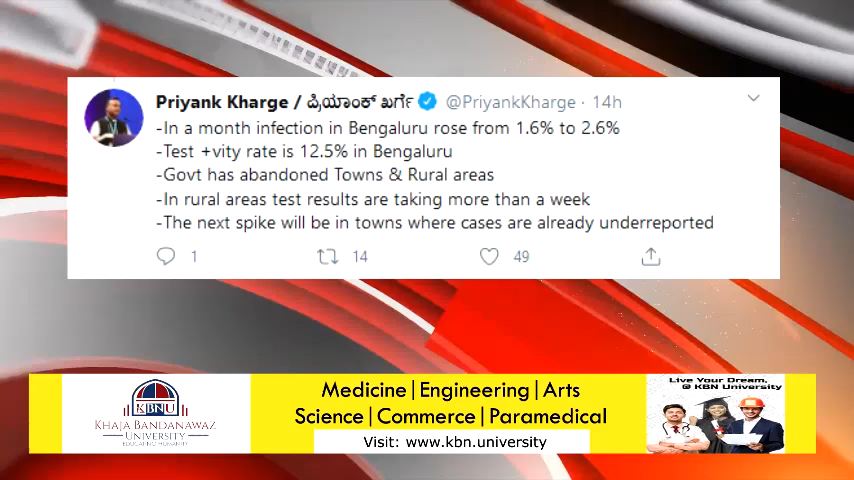 Priyank Kharge / ಪ್ರಿಯಾಂಕ್ ಖರ್ಗೆ @PriyankKharge · 14h
-In a month infection in Bengaluru rose from 1.6% to 2.6%
-Test +vity rate is 12.5% in Bengaluru
-Govt has abandoned Towns & Rural areas
-In rural areas test results are taking more than a week
-The next spike will be in towns where cases are already underreported
1 14 49
KBNU
KHAJA BANDANAWAZ
UNIVERSITY
EDUCATING HUMANITY
Medicine|Engineering|Arts
Science|Commerce|Paramedical
Visit: www.kbn.university
Live Your Dream,
@ KBN University